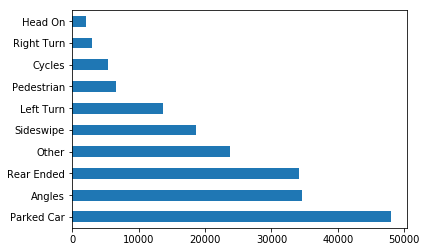 Head On
Right Turn
Cycles
Pedestrian
Left Turn
Sideswipe
Other
Rear Ended
Angles
Parked Car
0 10000 20000 30000 40000 50000